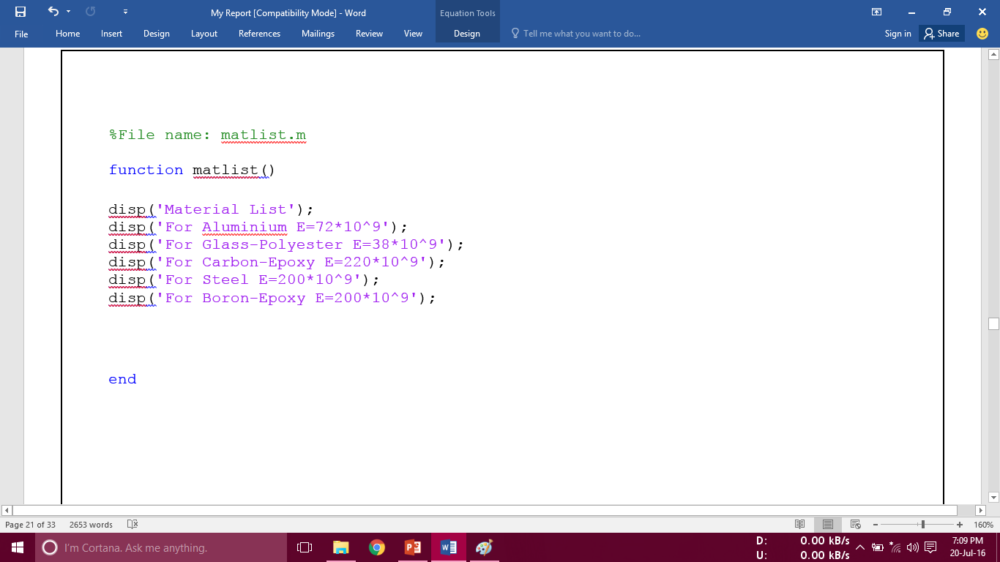 My Report [Compatibility Mode] - Word
Equation Tools
File Home Insert Design Layout References Mailings Review View Design Tell me what you want to do... Sign in Share
%File name: matlist.m
function matlist()
disp('Material List');
disp('For Aluminium E=72*10^9');
disp('For Glass-Polyester E=38*10^9');
disp('For Carbon-Epoxy E=220*10^9');
disp('For Steel E=200*10^9');
disp('For Boron-Epoxy E=200*10^9');
end
Page 21 of 33 2653 words 160%
I'm Cortana. Ask me anything.
D: 0.00 kB/s
U: 0.00 kB/s
7:09 PM
20-Jul-16